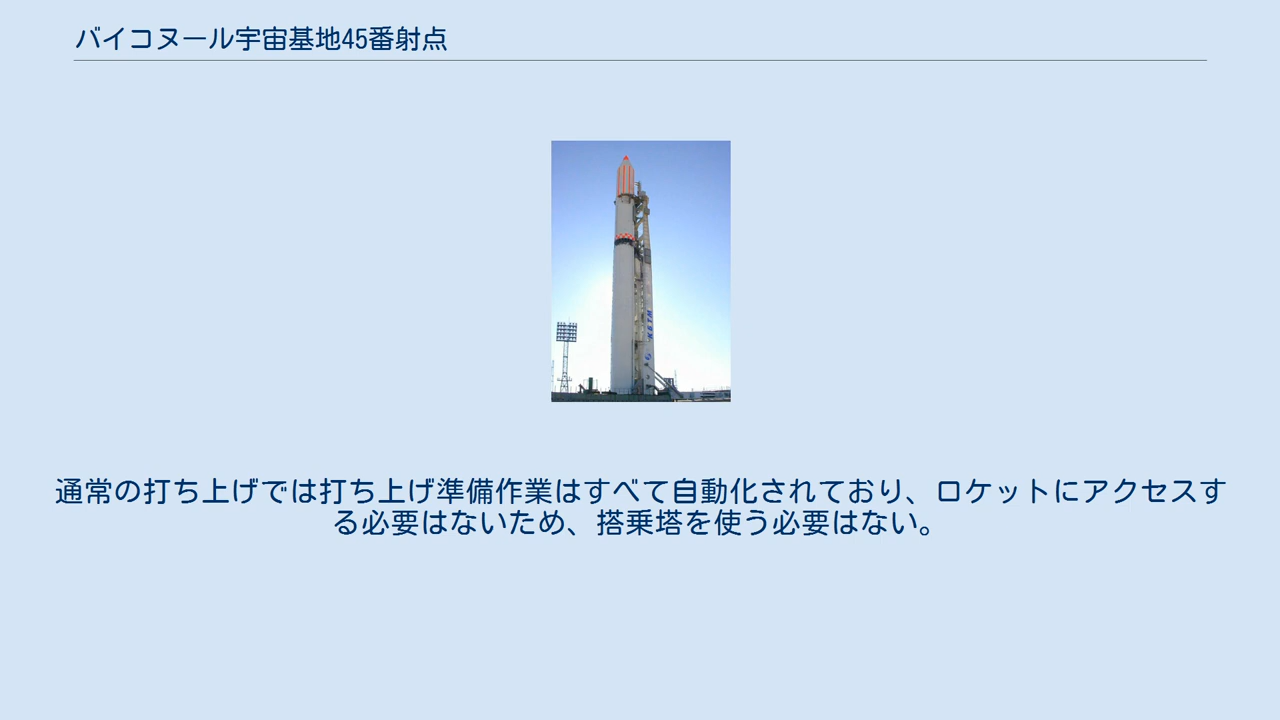 バイコヌール宇宙基地45番射点
通常の打ち上げでは打ち上げ準備作業はすべて自動化されており、ロケットにアクセスす
る必要はないため、搭乗塔を使う必要はない。